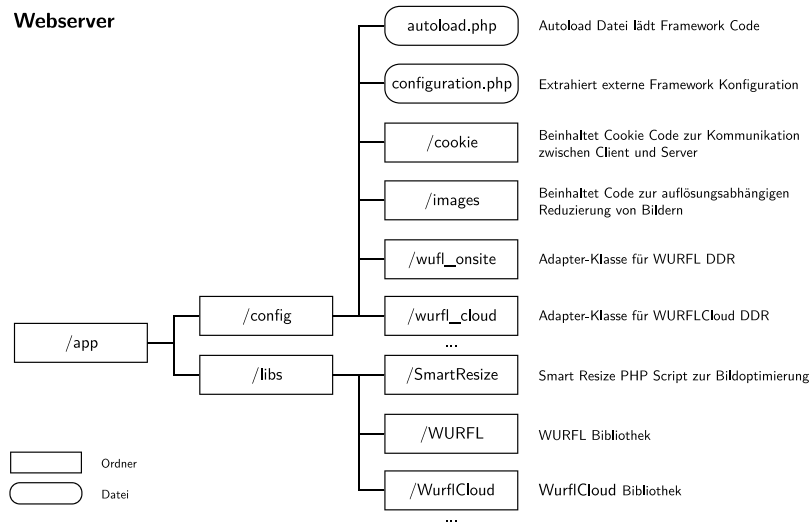 Webserver
autoload.php
Autoload Datei lädt Framework Code
configuration.php
Extrahiert externe Framework Konfiguration
/cookie
Beinhaltet Cookie Code zur Kommunikation
zwischen Client und Server
/images
Beinhaltet Code zur auflösungsabhängigen
Reduzierung von Bildern
/wufl_onsite
Adapter-Klasse für WURFL DDR
/config
/wurfl_cloud
Adapter-Klasse für WURFLCloud DDR
...
/app
/libs
/SmartResize
Smart Resize PHP Script zur Bildoptimierung
/WURFL
WURFL Bibliothek
/WurflCloud
WurflCloud Bibliothek
...
Ordner
Datei